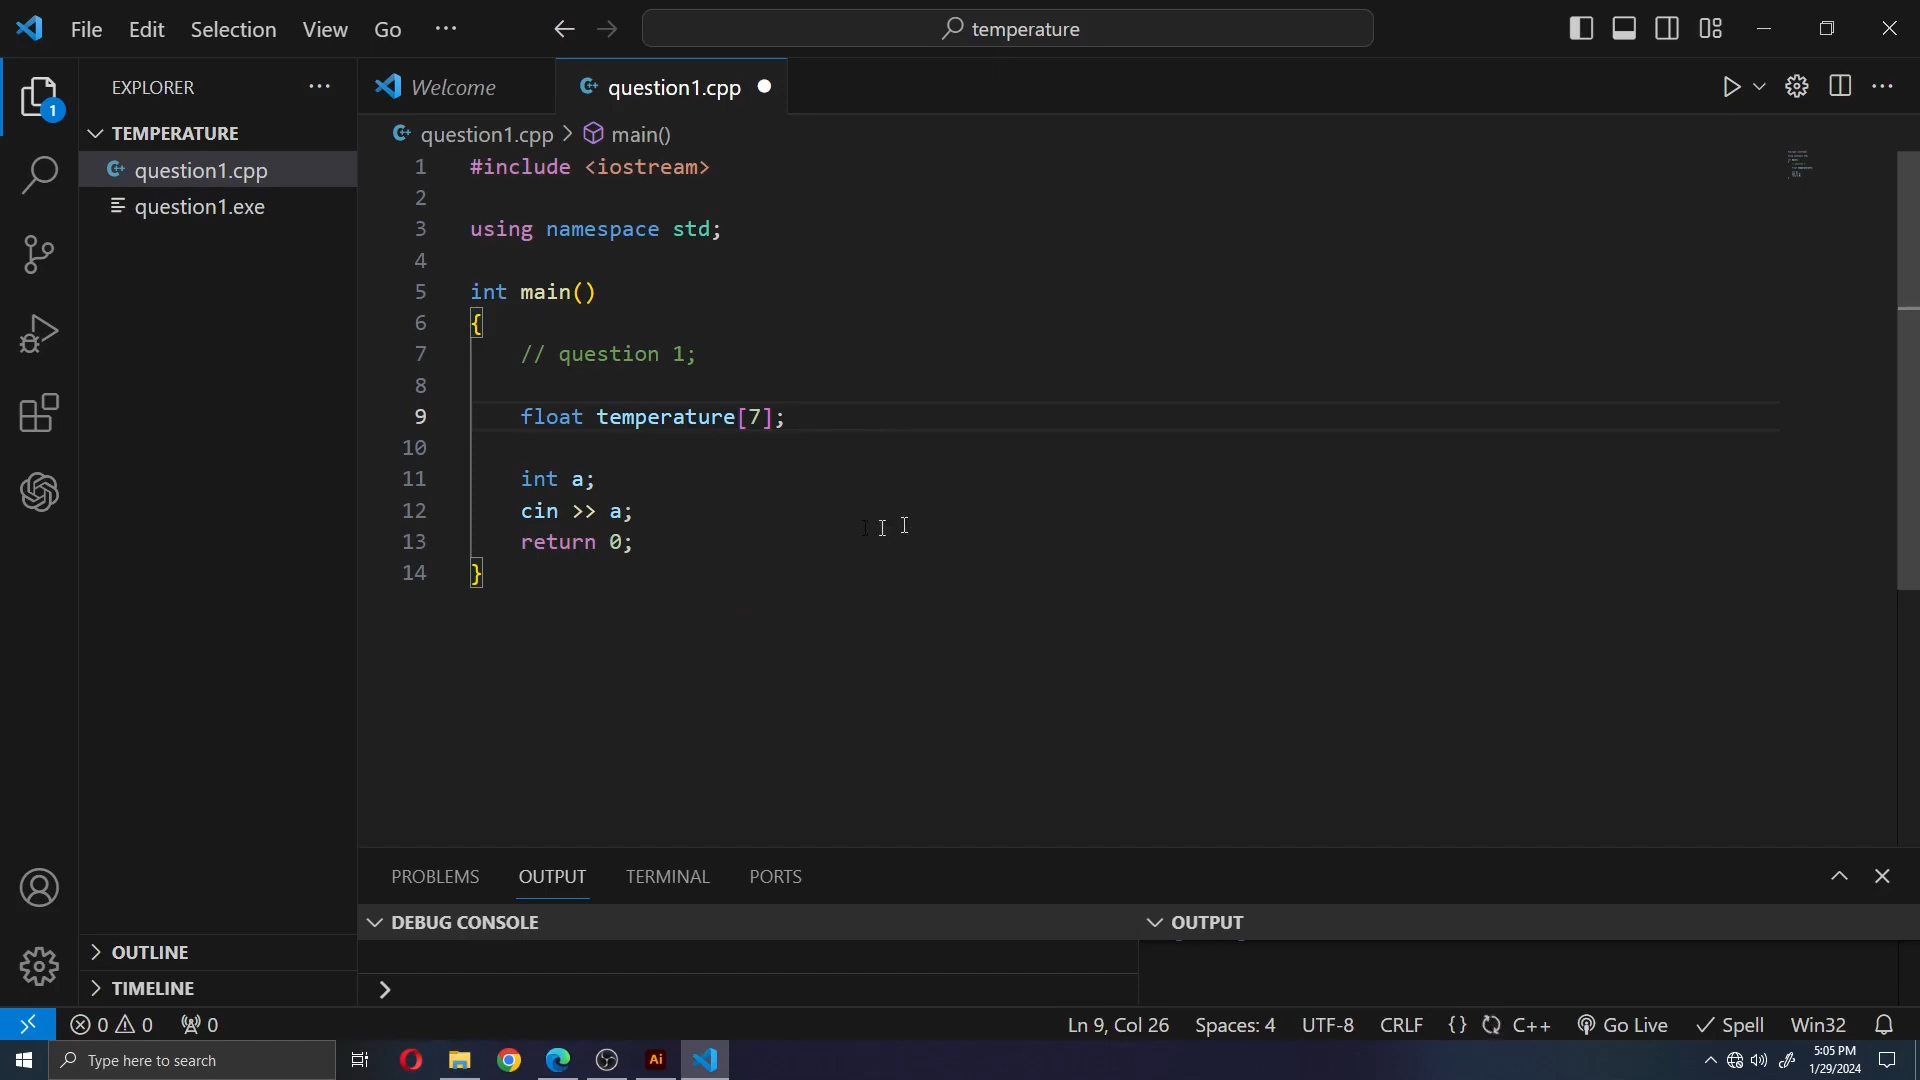 File Edit Selection View Go ··· temperature
EXPLORER ···
TEMPERATURE
question1.cpp
question1.exe
OUTLINE
TIMELINE
1
Welcome question1.cpp
question1.cpp > main()
1 #include <iostream>
2
3 using namespace std;
4
5 int main()
6 {
7 // question 1;
8
9 float temperature[7];
10
11 int a;
12 cin >> a;
13 return 0;
14 }
PROBLEMS OUTPUT TERMINAL PORTS
DEBUG CONSOLE OUTPUT
>
0 0 0 Ln 9, Col 26 Spaces: 4 UTF-8 CRLF {} C++ Go Live Spell Win32
Type here to search Ai 5:05 PM
1/29/2024